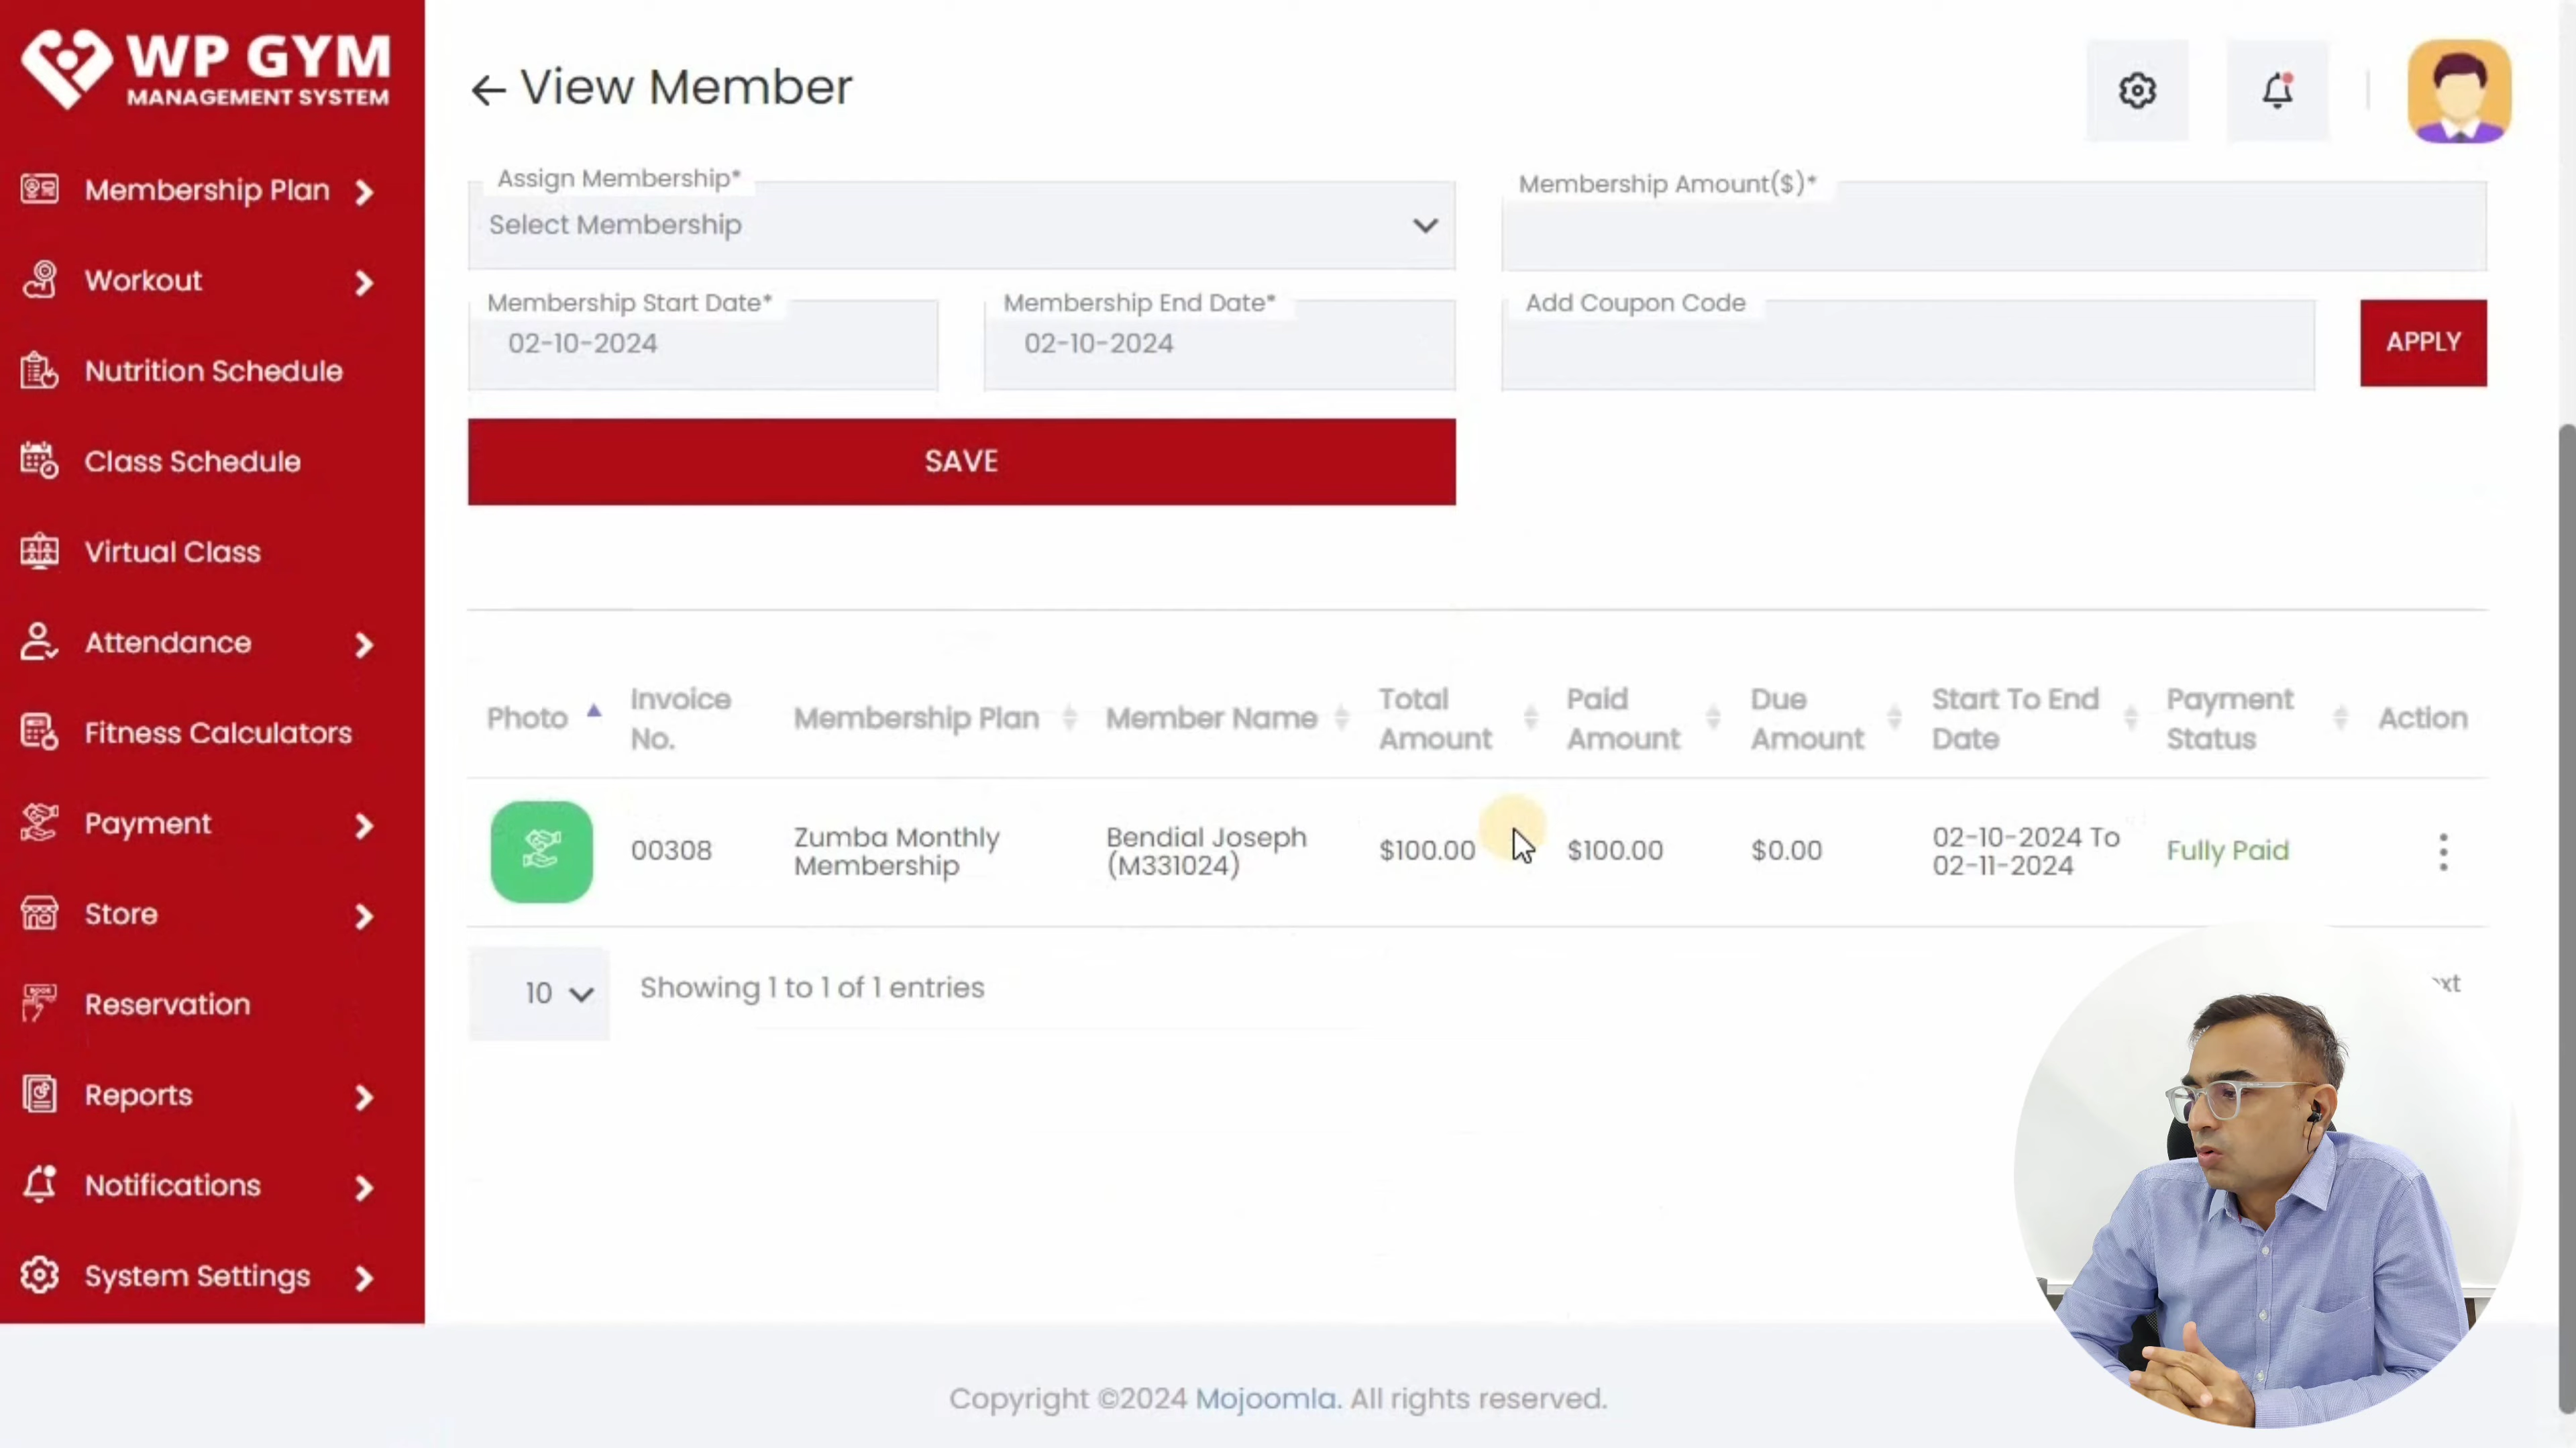 WP GYM
MANAGEMENT SYSTEM
Membership Plan
Workout
Nutrition Schedule
Class Schedule
Virtual Class
Attendance
Fitness Calculators
Payment
Store
Reservation
Reports
Notifications
System Settings
View Member
Assign Membership*
Select Membership
Membership Amount($)*
Membership Start Date*
02-10-2024
Membership End Date*
02-10-2024
Add Coupon Code
APPLY
SAVE
Photo
Invoice
No.
Membership Plan
Member Name
Total
Amount
Paid
Amount
Due
Amount
Start To End
Date
Payment
Status
Action
00308
Zumba Monthly
Membership
Bendial Joseph
(M331024)
$100.00
$100.00
$0.00
02-10-2024 To
02-11-2024
Fully Paid
10
Showing 1 to 1 of 1 entries
Copyright ©2024 Mojoomla. All rights reserved.